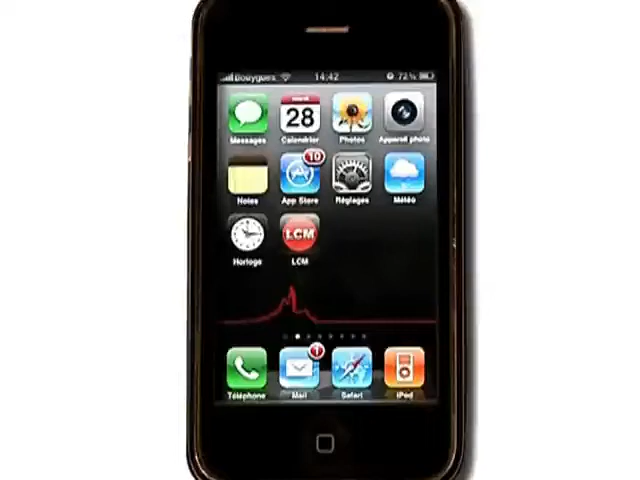 Bouygues 14:42 72%
Messages Calendrier Photos Appareil photo
28
10
Notes App Store Réglages Météo
LCM
Horloge LCM
1
Téléphone Mail Safari iPod